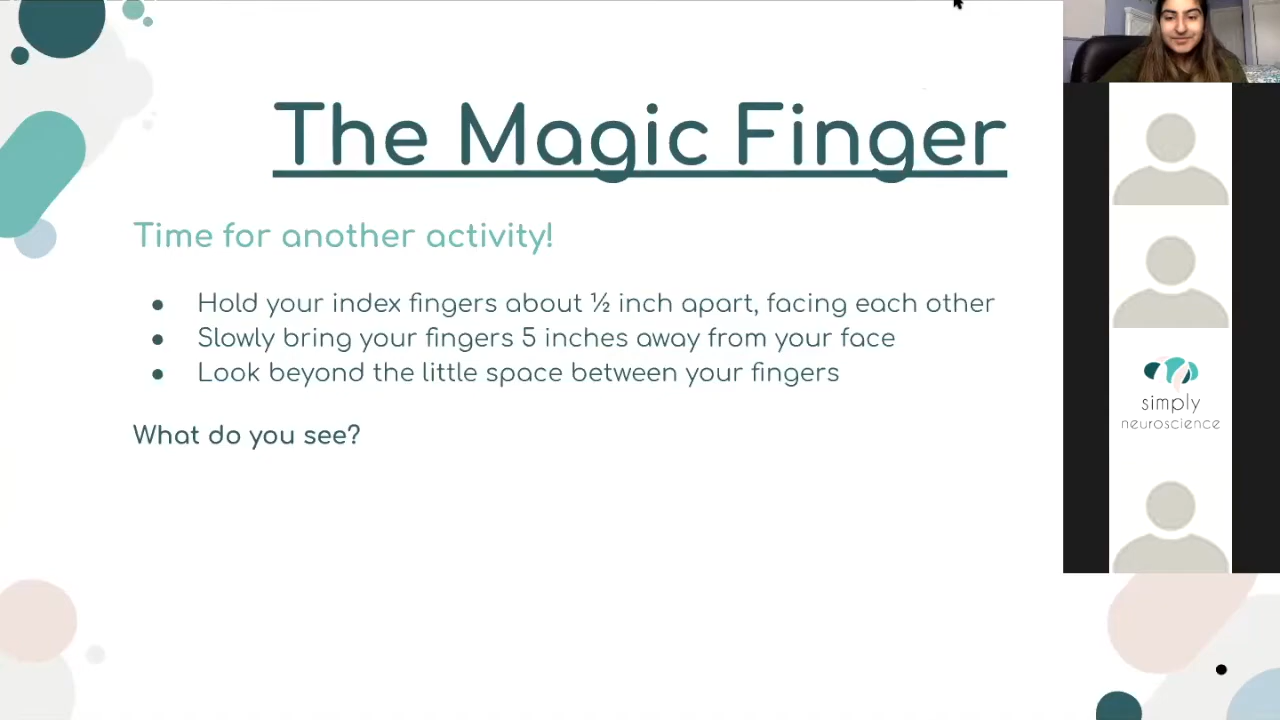 The Magic Finger
Time for another activity!
● Hold your index fingers about ½ inch apart, facing each other
● Slowly bring your fingers 5 inches away from your face
● Look beyond the little space between your fingers
What do you see?
simply
neuroscience